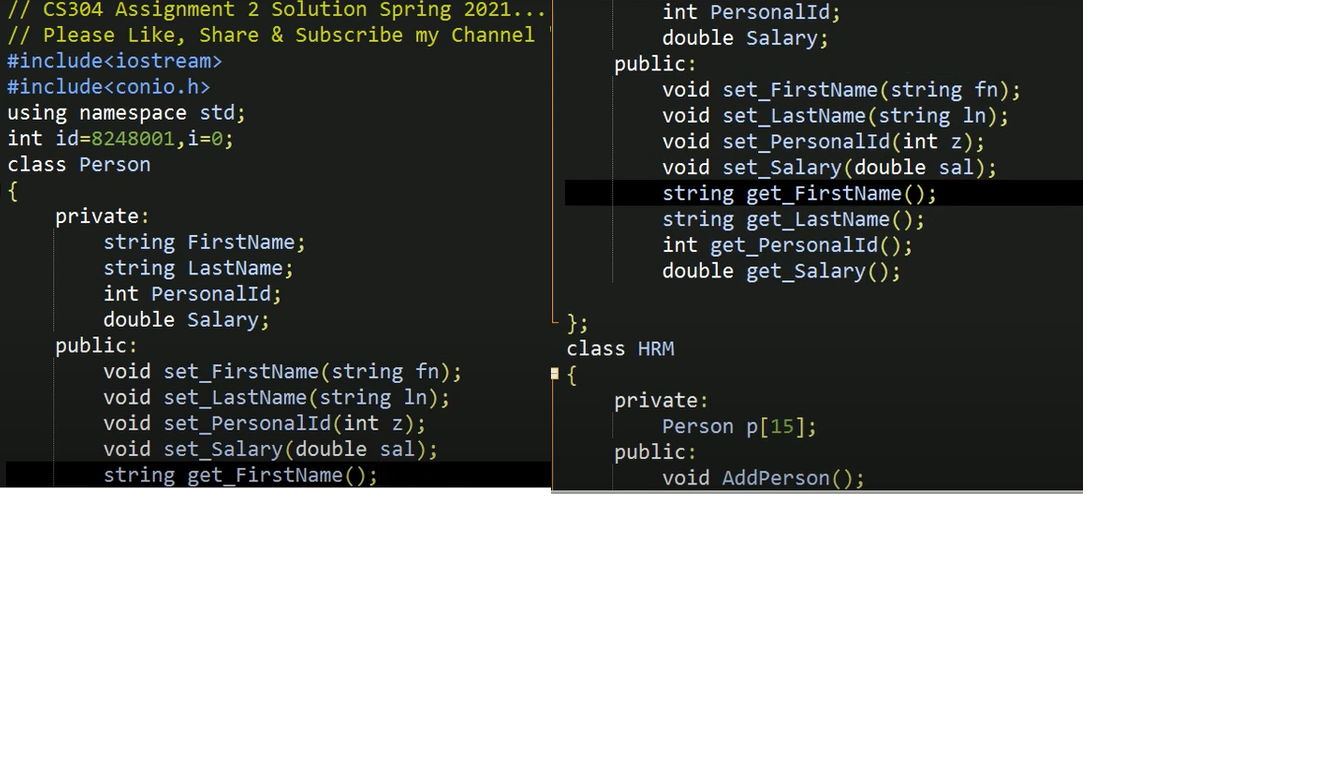 // CS304 Assignment 2 Solution Spring 2021...
// Please Like, Share & Subscribe my Channel
#include<iostream>
#include<conio.h>
using namespace std;
int id=8248001,i=0;
class Person
{
private:
string FirstName;
string LastName;
int PersonalId;
double Salary;
public:
void set_FirstName(string fn);
void set_LastName(string ln);
void set_PersonalId(int z);
void set_Salary(double sal);
string get_FirstName();
int PersonalId;
double Salary;
public:
void set_FirstName(string fn);
void set_LastName(string ln);
void set_PersonalId(int z);
void set_Salary(double sal);
string get_FirstName();
string get_LastName();
int get_PersonalId();
double get_Salary();
};
class HRM
{
private:
Person p[15];
public:
void AddPerson();